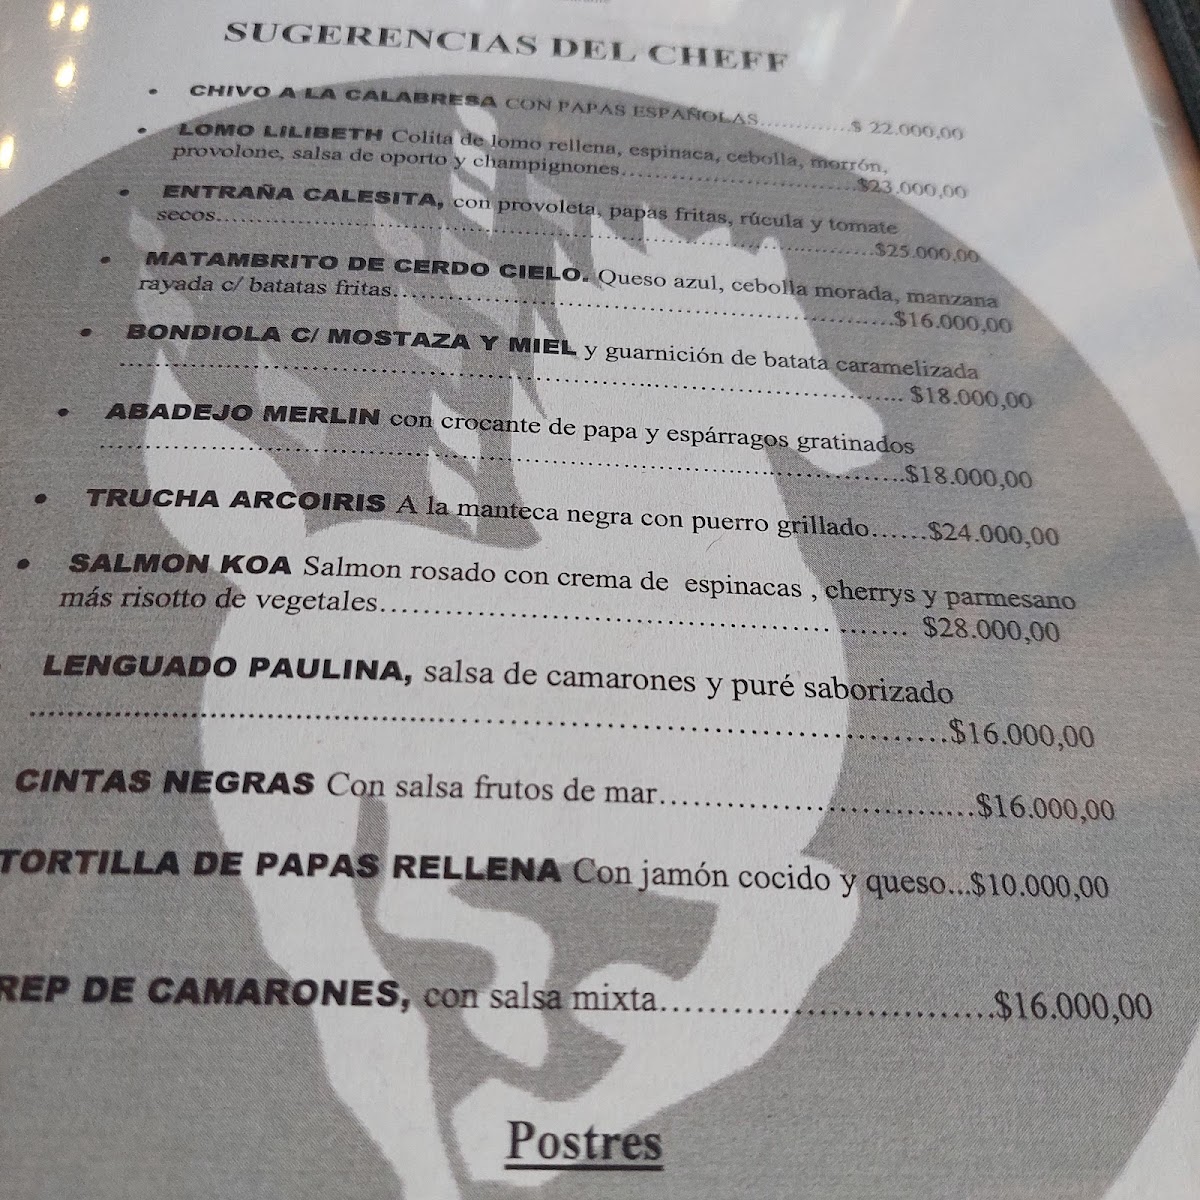 SUGERENCIAS DEL CHEFF
• CHIVO A LA CALABRESA CON PAPAS ESPAÑOLAS.............$ 22.000,00
• LOMO LILIBETH Colita de lomo rellena, espinaca, cebolla, morrón,
provolone, salsa de oporto y champignones..................................$23.000,00
• ENTRAÑA CALESITA, con provoleta, papas fritas, rúcula y tomate
secos.................................................................................................$25.000,00
• MATAMBRITO DE CERDO CIELO. Queso azul, cebolla morada, manzana
rayada c/ batatas fritas.......................................................................$16.000,00
• BONDIOLA C/ MOSTAZA Y MIEL y guarnición de batata caramelizada
............................................................................................................ $18.000,00
• ABADEJO MERLIN con crocante de papa y espárragos gratinados
............................................................................................................$18.000,00
• TRUCHA ARCOIRIS A la manteca negra con puerro grillado......$24.000,00
• SALMON KOA Salmon rosado con crema de espinacas , cherrys y parmesano
más risotto de vegetales................................................... ....... $28.000,00
LENGUADO PAULINA, salsa de camarones y puré saborizado
............................................................................................................$16.000,00
CINTAS NEGRAS Con salsa frutos de mar..................................$16.000,00
TORTILLA DE PAPAS RELLENA Con jamón cocido y queso...$10.000,00
REP DE CAMARONES, con salsa mixta....................................$16.000,00
Postres